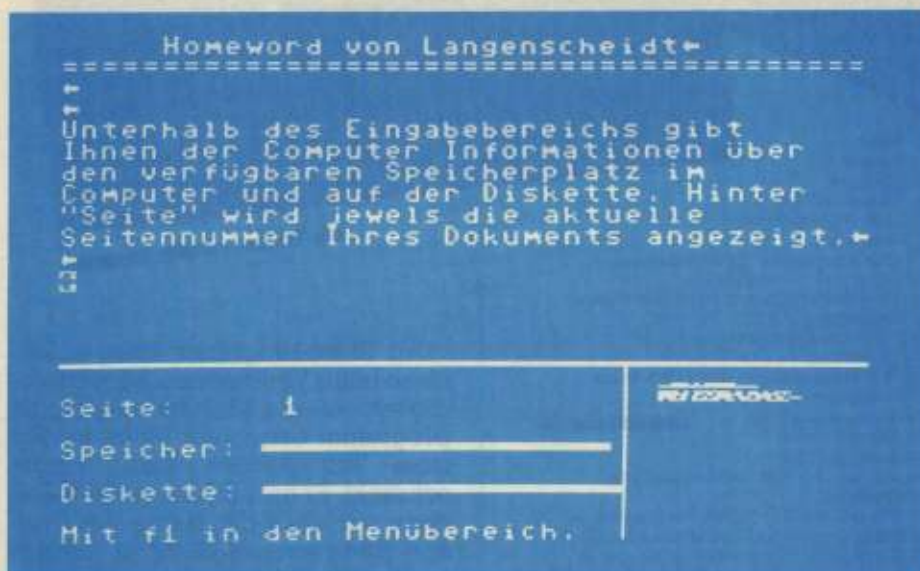 Homeword von Langenscheidt←
================================================
←
←
Unterhalb des Eingabebereichs gibt
Ihnen der Computer Informationen über
den verfügbaren Speicherplatz im
Computer und auf der Diskette. Hinter
"Seite" wird jewels die aktuelle
Seitennummer Ihres Dokuments angezeigt.←
←
Seite: 1
Speicher:
Diskette:
Mit f1 in den Menübereich.